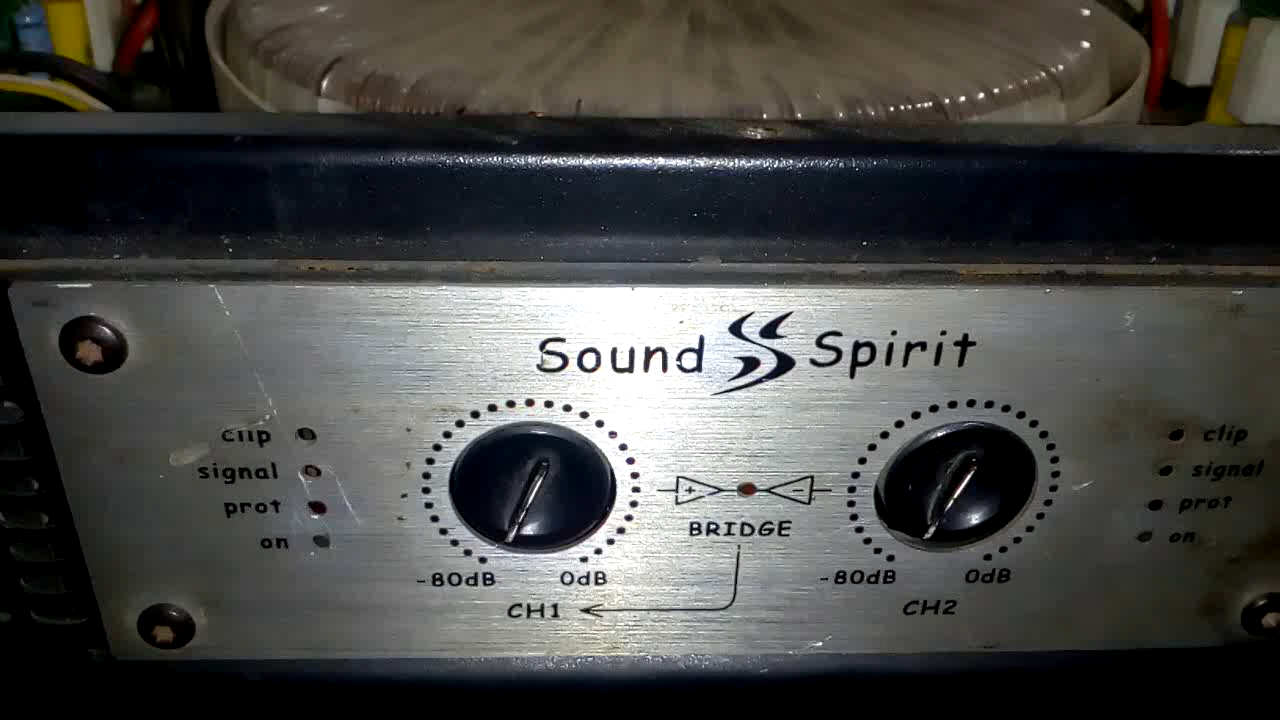 Sound Spirit
clip
signal
prot
on
-80dB
0dB
CH1
BRIDGE
-80dB
0dB
CH2
clip
signal
prot
on